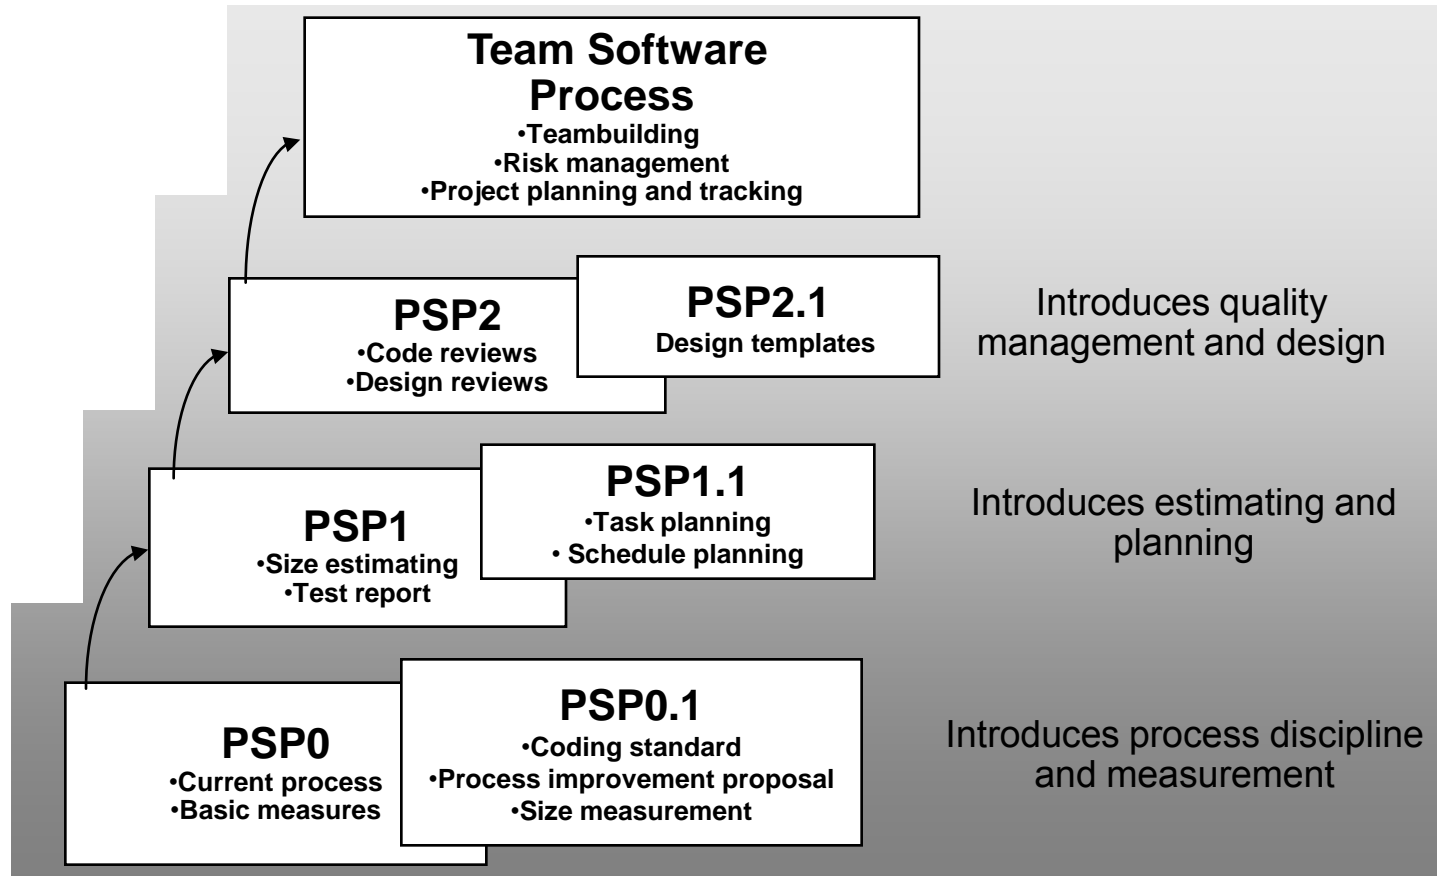 Team Software
Process
•Teambuilding
•Risk management
•Project planning and tracking
PSP2
•Code reviews
•Design reviews
PSP2.1
Design templates
Introduces quality
management and design
PSP1
•Size estimating
•Test report
PSP1.1
•Task planning
• Schedule planning
Introduces estimating and
planning
PSP0
•Current process
•Basic measures
PSP0.1
•Coding standard
•Process improvement proposal
•Size measurement
Introduces process discipline
and measurement